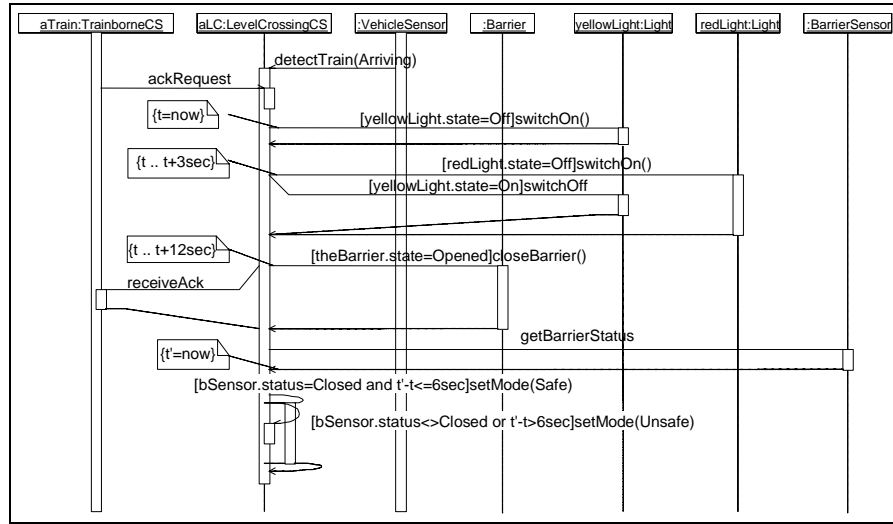 aTrain:TrainborneCS aLC:LevelCrossingCS :VehicleSensor :Barrier yellowLight:Light redLight:Light :BarrierSensor
detectTrain(Arriving)
ackRequest
{t=now}
[yellowLight.state=Off]switchOn()
{t .. t+3sec}
[redLight.state=Off]switchOn()
[yellowLight.state=On]switchOff
{t .. t+12sec}
[theBarrier.state=Opened]closeBarrier()
receiveAck
getBarrierStatus
{t'=now}
[bSensor.status=Closed and t'-t<=6sec]setMode(Safe)
[bSensor.status<>Closed or t'-t>6sec]setMode(Unsafe)